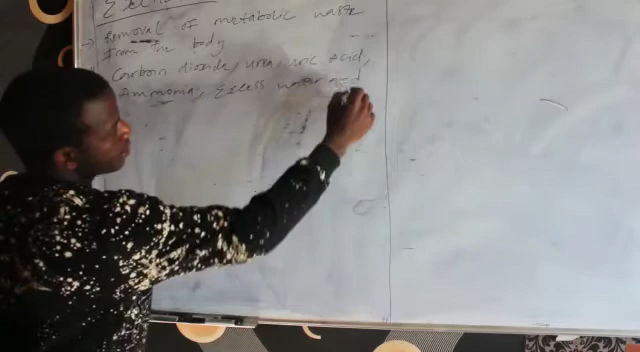 → Removal of metabolic waste
from the body
Carbon dioxide, urea, uric acid,
Ammonia, Excess water and